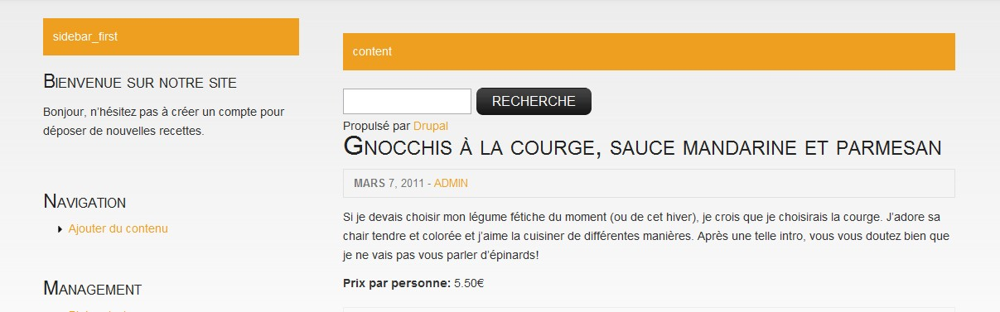 sidebar_first
Bienvenue sur notre site
Bonjour, n'hésitez pas à créer un compte pour
déposer de nouvelles recettes.
Navigation
Ajouter du contenu
Management
content
RECHERCHE
Propulsé par Drupal
Gnocchis à la courge, sauce mandarine et parmesan
MARS 7, 2011 - ADMIN
Si je devais choisir mon légume fétiche du moment (ou de cet hiver), je crois que je choisirais la courge. J'adore sa
chair tendre et colorée et j'aime la cuisiner de différentes manières. Après une telle intro, vous vous doutez bien que
je ne vais pas vous parler d'épinards!
Prix par personne: 5.50€